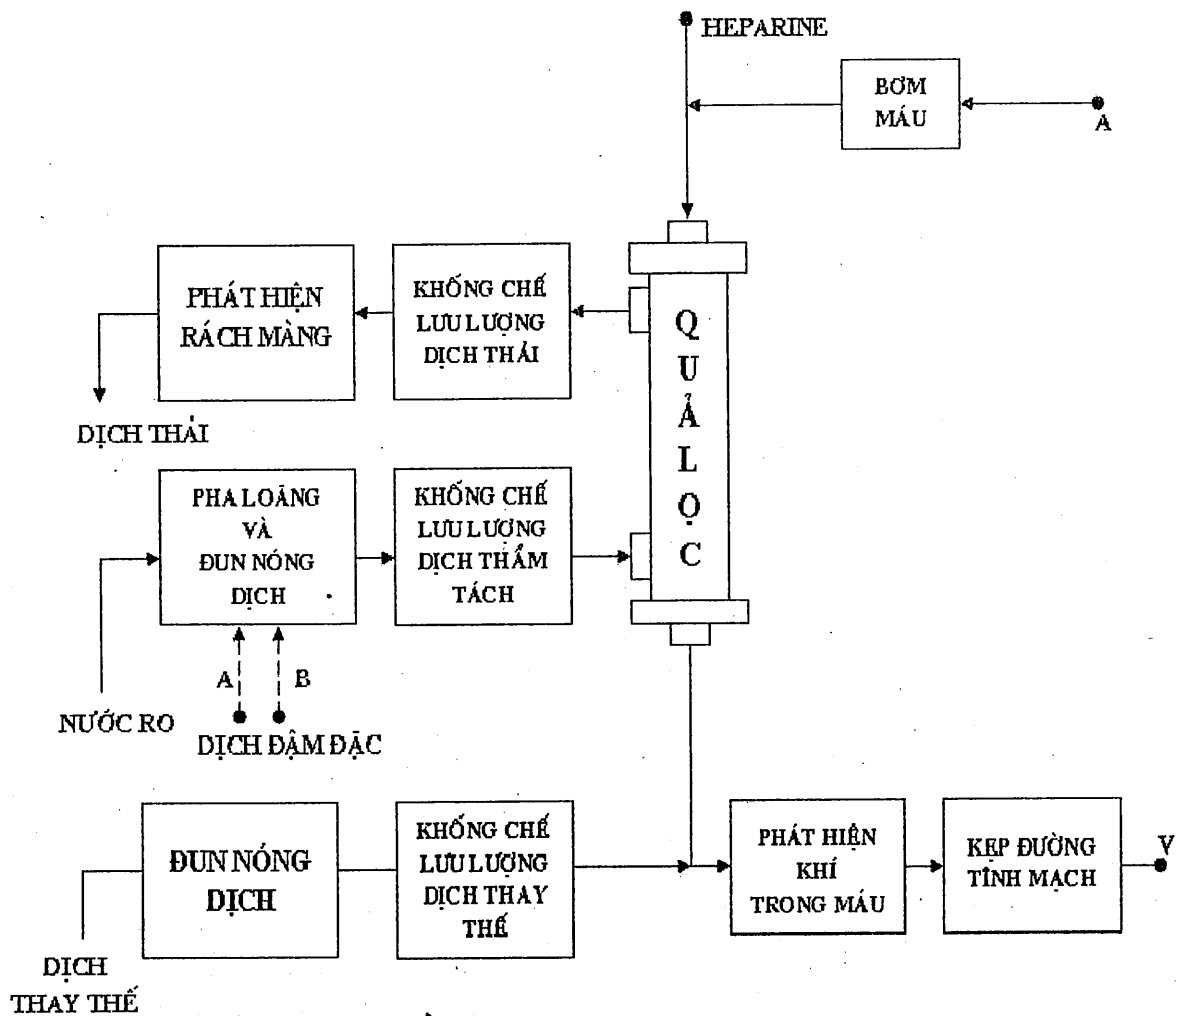 HEPARINE
BƠM
MÁU
A
PHÁT HIỆN
RÁCH MÀNG
KHỐNG CHẾ
LƯU LƯỢNG
DỊCH THẢI
QUẢ LỌC
DỊCH THẢI
PHA LOÃNG
VÀ
ĐUN NÓNG
DỊCH
KHỐNG CHẾ
LƯU LƯỢNG
DỊCH THẨM
TÁCH
A
B
NƯỚC RO
DỊCH ĐẬM ĐẶC
ĐUN NÓNG
DỊCH
KHỐNG CHẾ
LƯU LƯỢNG
DỊCH THAY
THẾ
PHÁT HIỆN
KHÍ
TRONG MÁU
KẸP ĐƯỜNG
TĨNH MẠCH
V
DỊCH
THAY THẾ